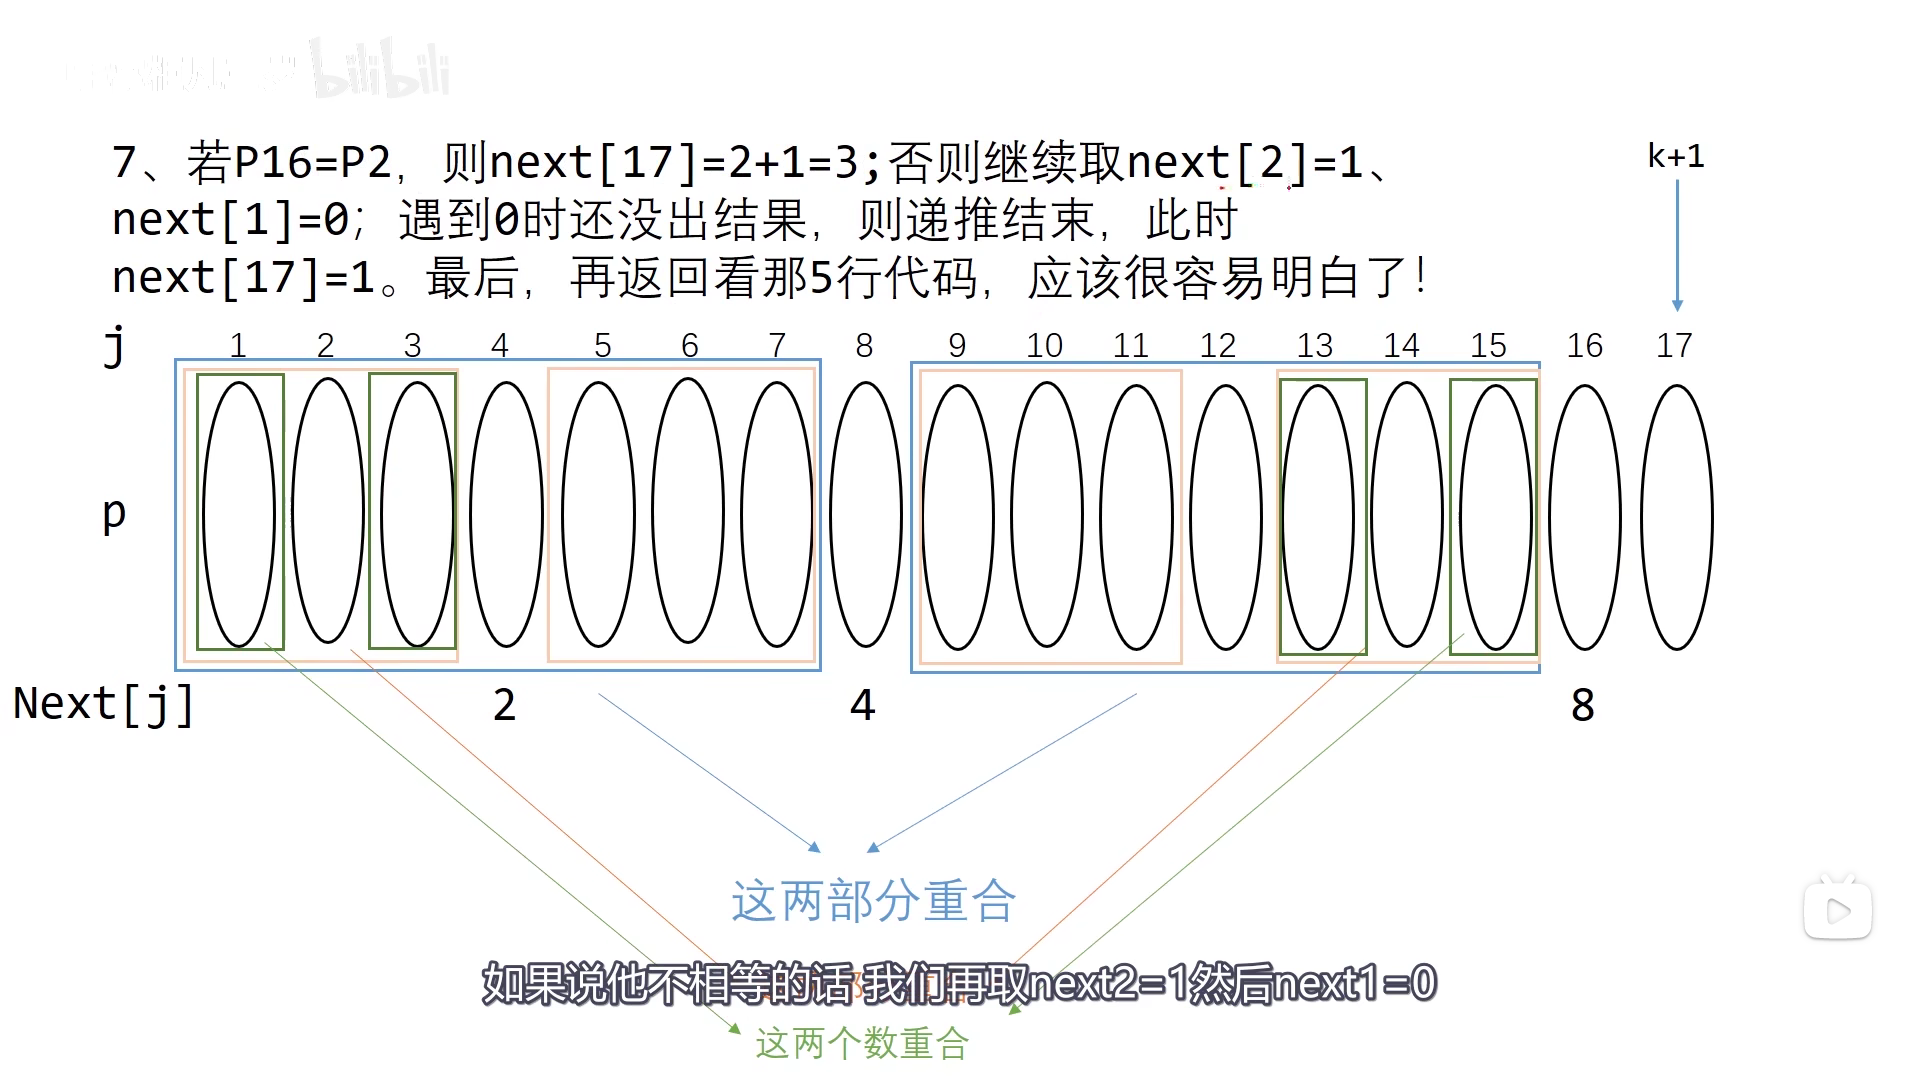 bilibili
7、若P16=P2，则next[17]=2+1=3;否则继续取next[2]=1、
next[1]=0；遇到0时还没出结果，则递推结束，此时
next[17]=1。最后，再返回看那5行代码，应该很容易明白了！
k+1
j 1 2 3 4 5 6 7 8 9 10 11 12 13 14 15 16 17
p
Next[j] 2 4 8
这两部分重合
如果说他不相等的话 我们再取next2=1然后next1=0
这两个数重合